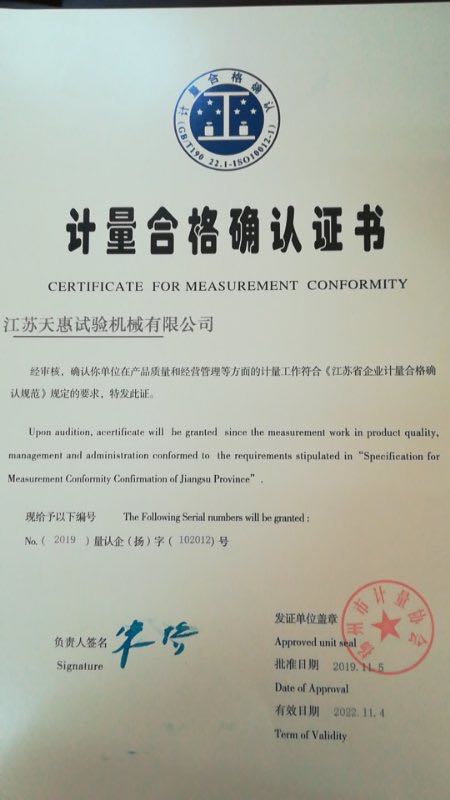 计量合格确认
(GB/T190 22.1-ISO10012-1)
计量合格确认证书
CERTIFICATE FOR MEASUREMENT CONFORMITY
江苏天惠试验机械有限公司
经审核，确认你单位在产品质量和经营管理等方面的计量工作符合《江苏省企业计量合格确
认规范》规定的要求，特发此证。
Upon audition, acertificate will be granted since the measurement work in product quality,
management and administration conformed to the requirements stipulated in “Specification for
Measurement Conformity Confirmation of Jiangsu Province”.
现给予以下编号 The Following Serial numbers will be granted:
No.( 2019 )量认企(扬)字( 102012)号
负责人签名
Signature
发证单位盖章
Approved unit seal
扬州市计量协会
批准日期 2019.11.5
Date of Approval
有效日期 2022.11.4
Term of Validity